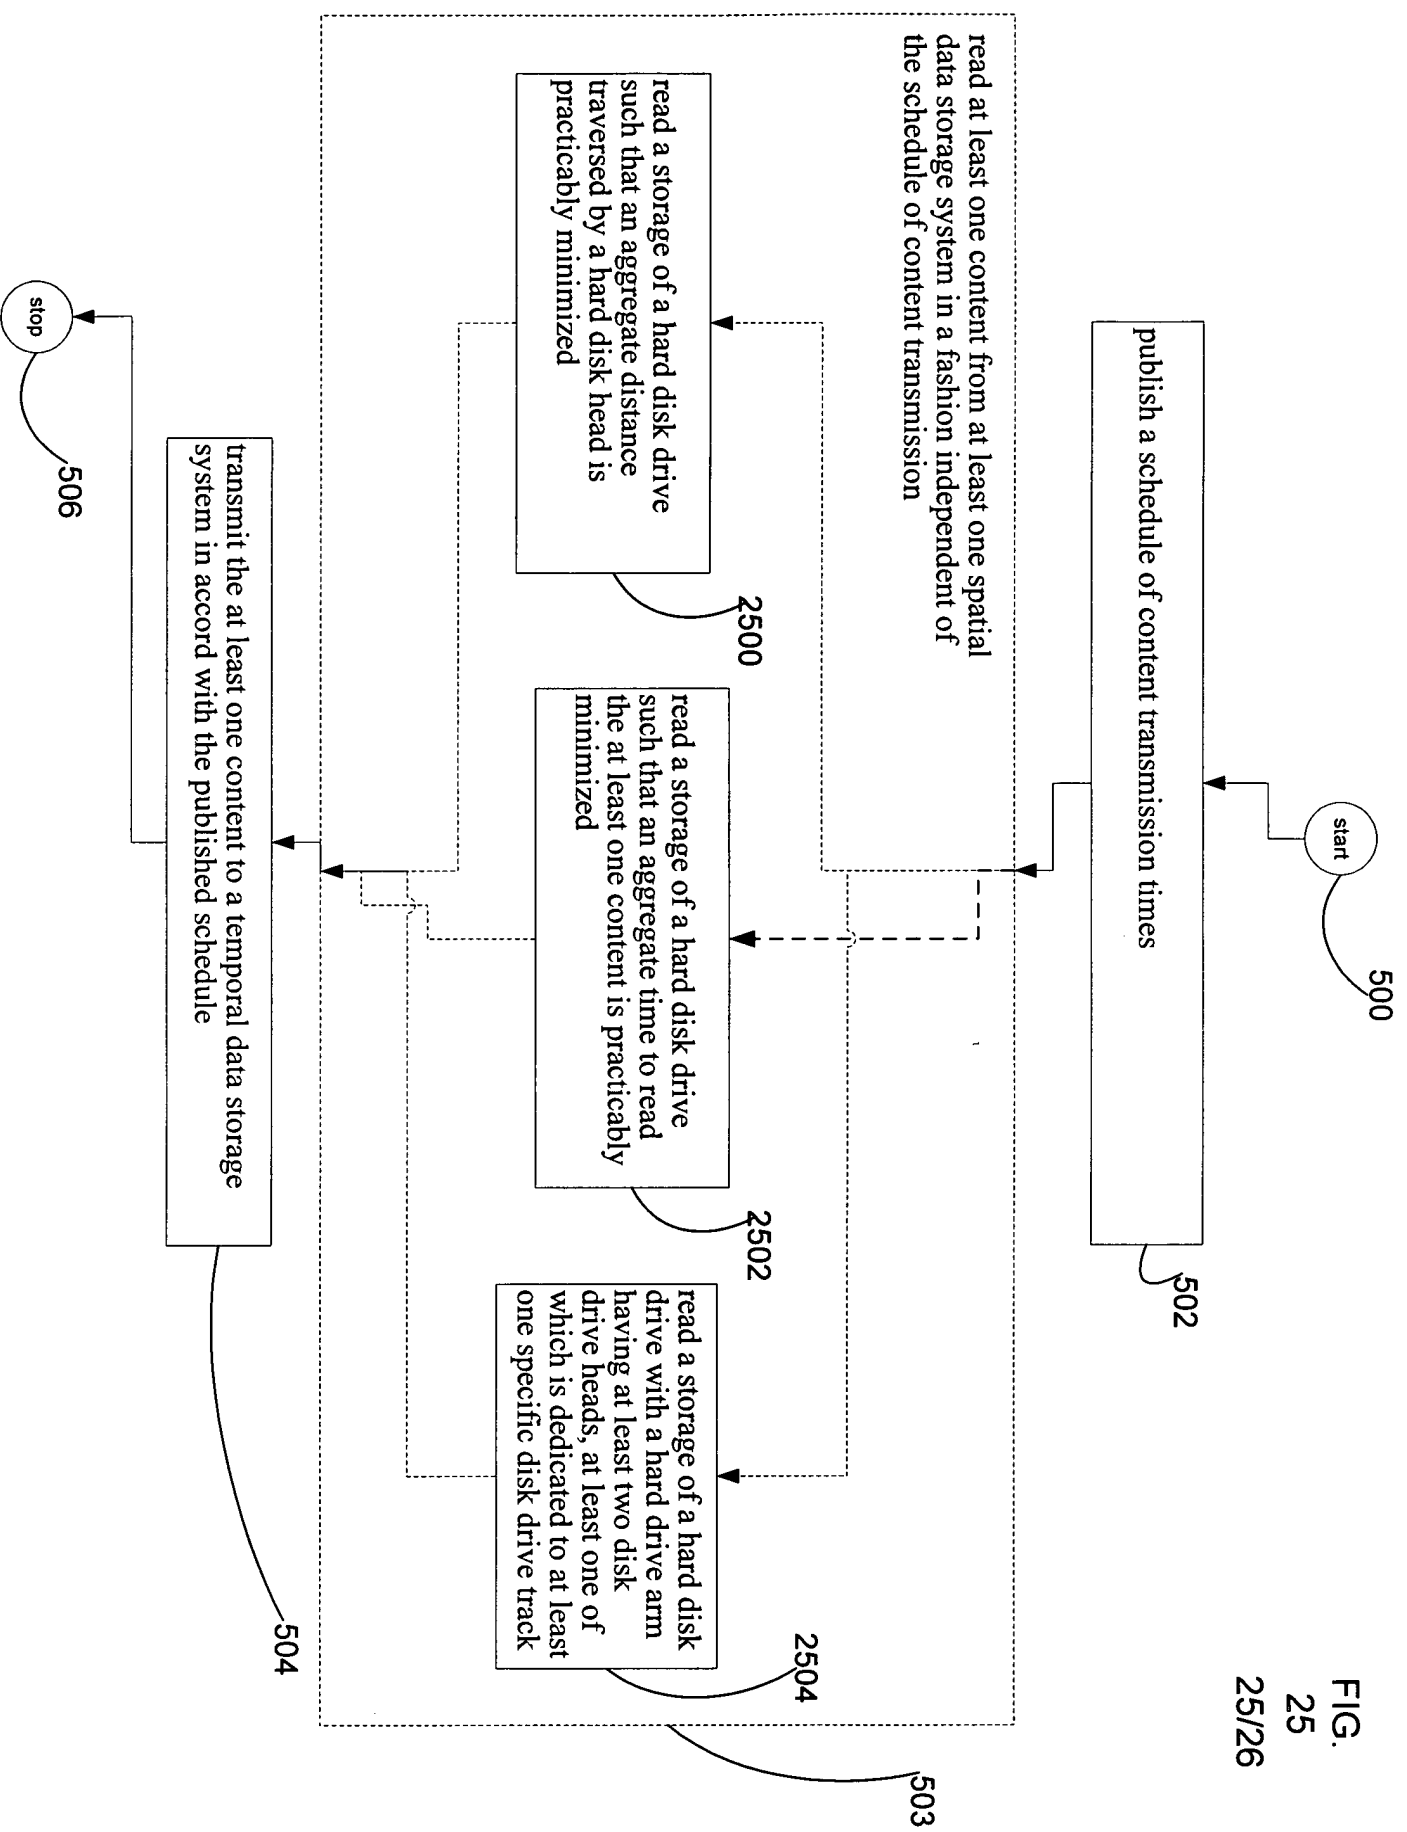 FIG.
25
25/26
start
500
publish a schedule of content transmission times
502
read at least one content from at least one spatial
data storage system in a fashion independent of
the schedule of content transmission
read a storage of a hard disk drive
such that an aggregate distance
traversed by a hard disk head is
practicably minimized
2500
read a storage of a hard disk drive
such that an aggregate time to read
the at least one content is practicably
minimized
2502
read a storage of a hard disk
drive with a hard drive arm
having at least two disk
drive heads, at least one of
which is dedicated to at least
one specific disk drive track
2504
503
transmit the at least one content to a temporal data storage
system in accord with the published schedule
504
stop
506